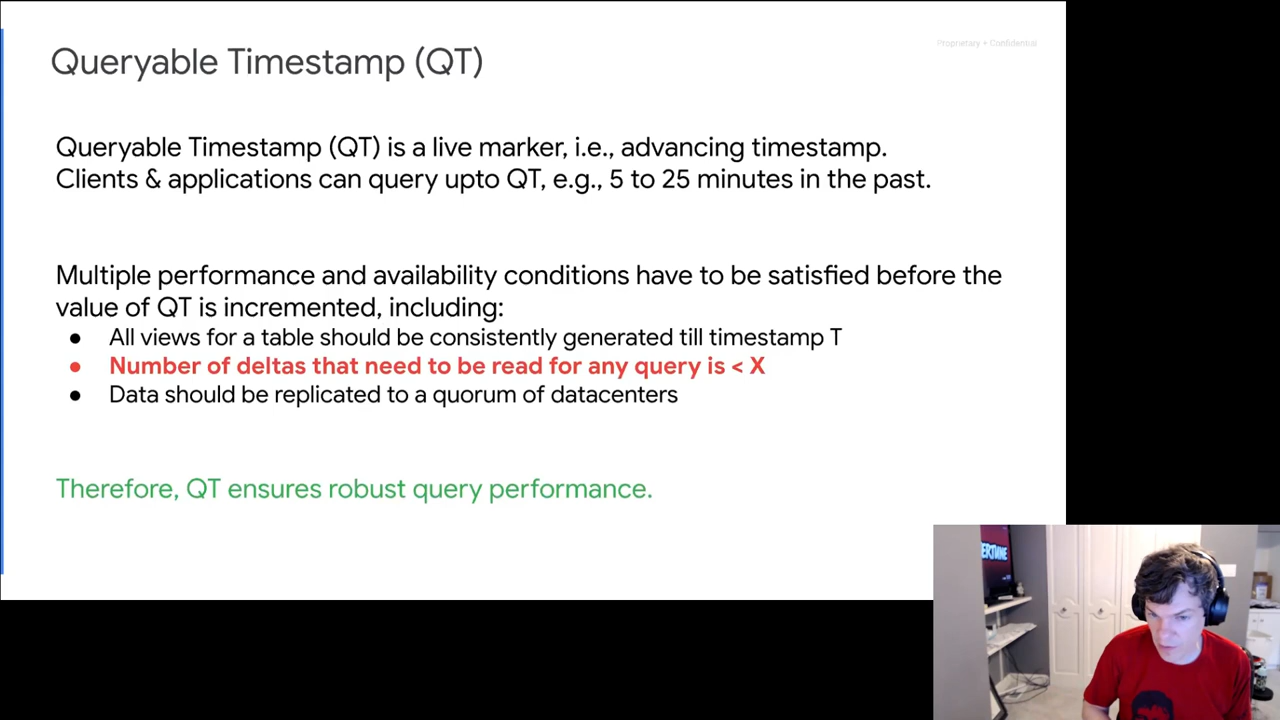 Proprietary + Confidential
Queryable Timestamp (QT)
Queryable Timestamp (QT) is a live marker, i.e., advancing timestamp.
Clients & applications can query upto QT, e.g., 5 to 25 minutes in the past.
Multiple performance and availability conditions have to be satisfied before the
value of QT is incremented, including:
● All views for a table should be consistently generated till timestamp T
● Number of deltas that need to be read for any query is < X
● Data should be replicated to a quorum of datacenters
Therefore, QT ensures robust query performance.